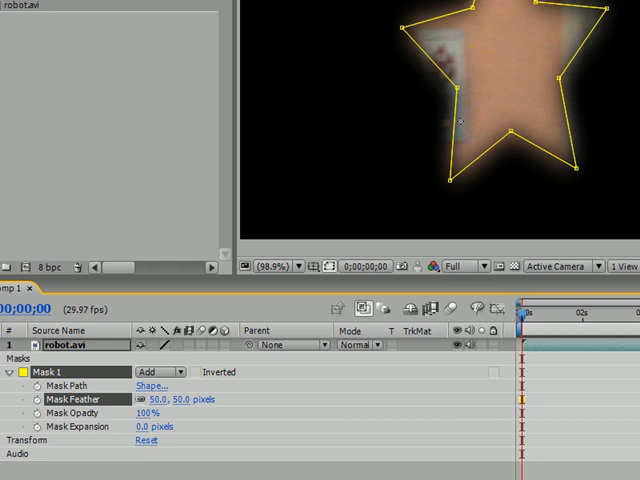 robot.avi
8 bpc
(98.9%) 0;00;00;00 Full Active Camera 1 View
omp 1 ×
00;00;00 (29.97 fps)
# Source Name Parent Mode T TrkMat 02s
1 robot.avi None Normal
Masks
Mask 1 Add Inverted
Mask Path Shape...
Mask Feather 50.0, 50.0 pixels
Mask Opacity 100%
Mask Expansion 0.0 pixels
Transform Reset
Audio